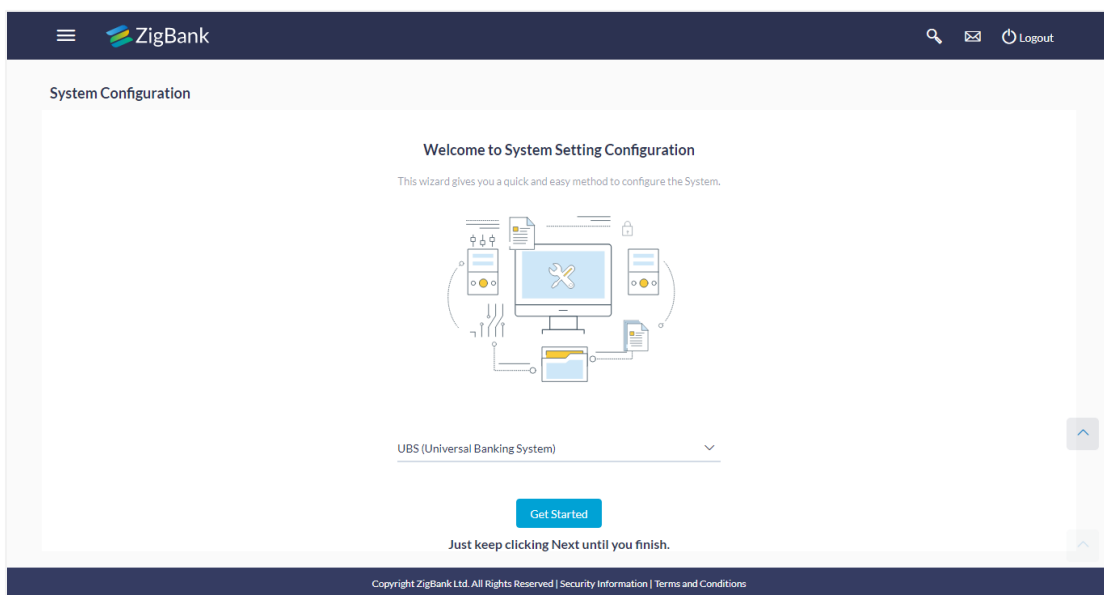 ZigBank
Logout
System Configuration
Welcome to System Setting Configuration
This wizard gives you a quick and easy method to configure the System.
UBS (Universal Banking System)
Get Started
Just keep clicking Next until you finish.
Copyright ZigBank Ltd. All Rights Reserved | Security Information | Terms and Conditions